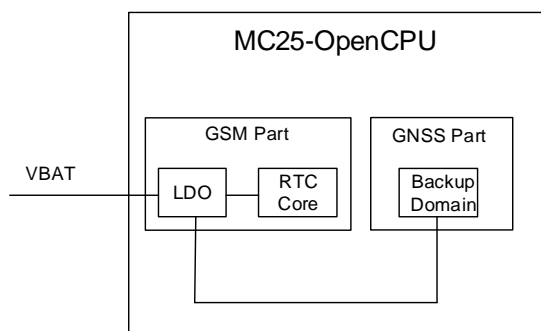 MC25-OpenCPU
GSM Part
GNSS Part
VBAT
LDO
RTC
Core
Backup
Domain